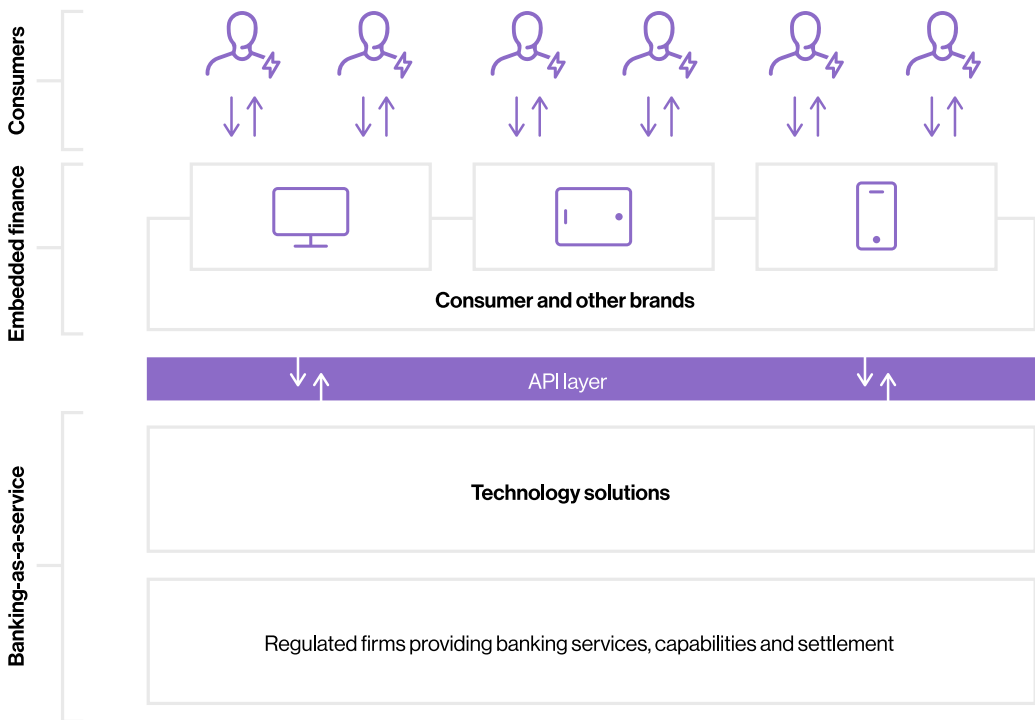 Consumers
Embedded finance
Consumer and other brands
API layer
Banking-as-a-service
Technology solutions
Regulated firms providing banking services, capabilities and settlement